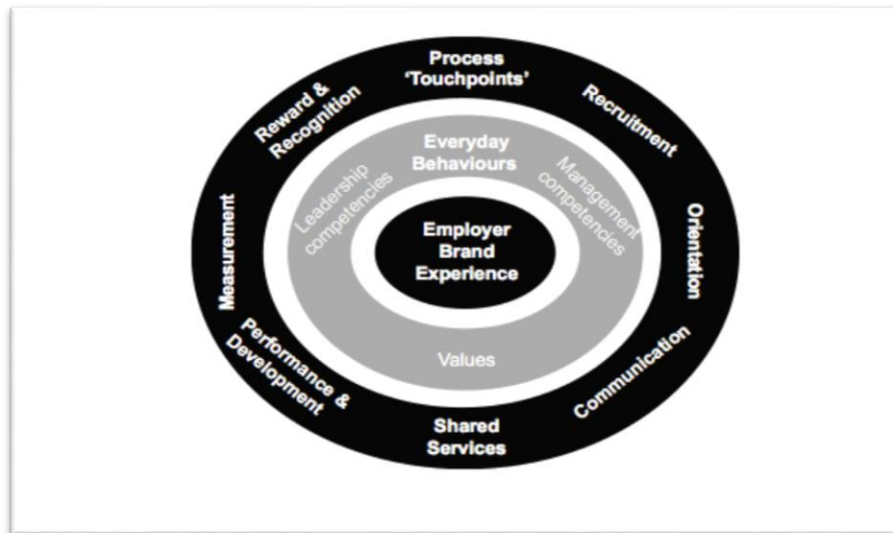 Process
'Touchpoints'
Recruitment
Orientation
Communication
Shared
Services
Performance &
Development
Measurement
Reward &
Recognition
Everyday
Behaviours
Management
competencies
Values
Leadership
competencies
Employer
Brand
Experience